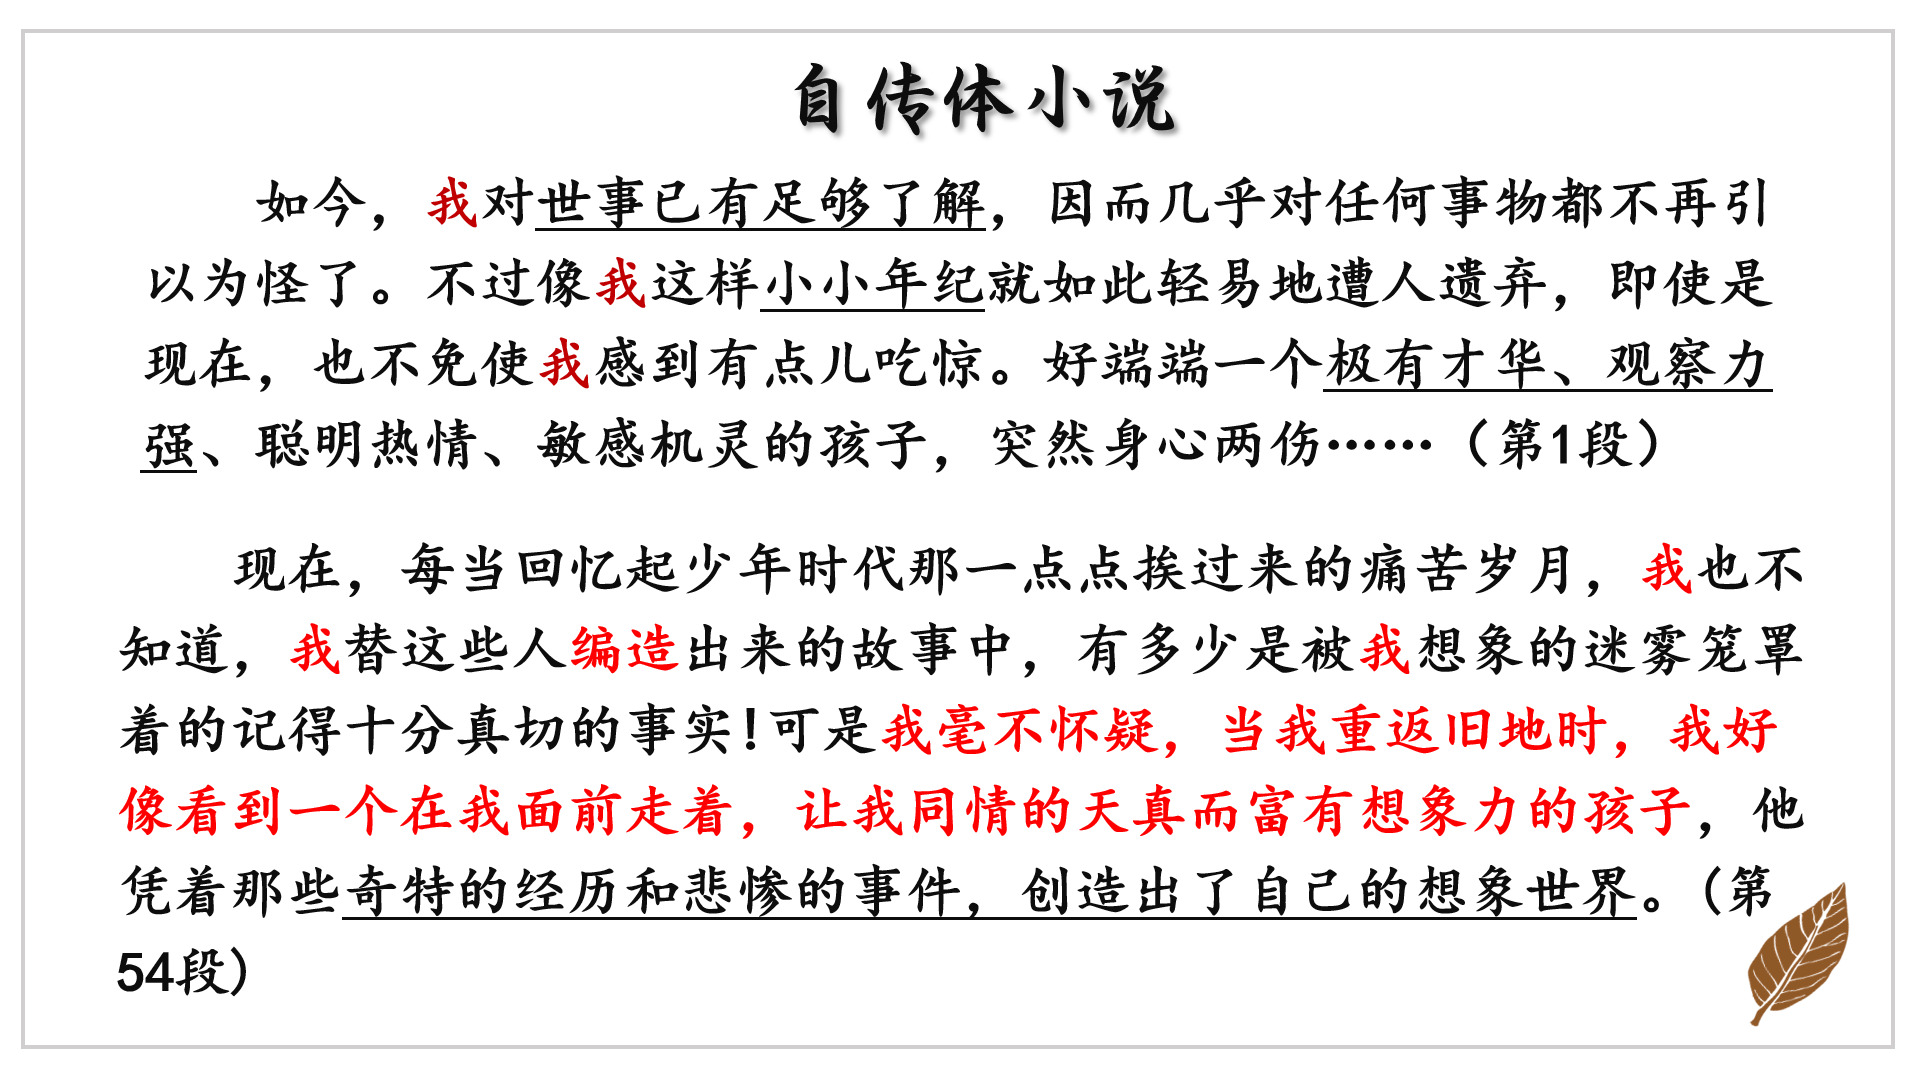 自传体小说
如今，我对世事已有足够了解，因而几乎对任何事物都不再引
以为怪了。不过像我这样小小年纪就如此轻易地遭人遗弃，即使是
现在，也不免使我感到有点儿吃惊。好端端一个极有才华、观察力
强、聪明热情、敏感机灵的孩子，突然身心两伤……（第1段）
现在，每当回忆起少年时代那一点点挨过来的痛苦岁月，我也不
知道，我替这些人编造出来的故事中，有多少是被我想象的迷雾笼罩
着的记得十分真切的事实!可是我毫不怀疑，当我重返旧地时，我好
像看到一个在我面前走着，让我同情的天真而富有想象力的孩子，他
凭着那些奇特的经历和悲惨的事件，创造出了自己的想象世界。(第
54段)